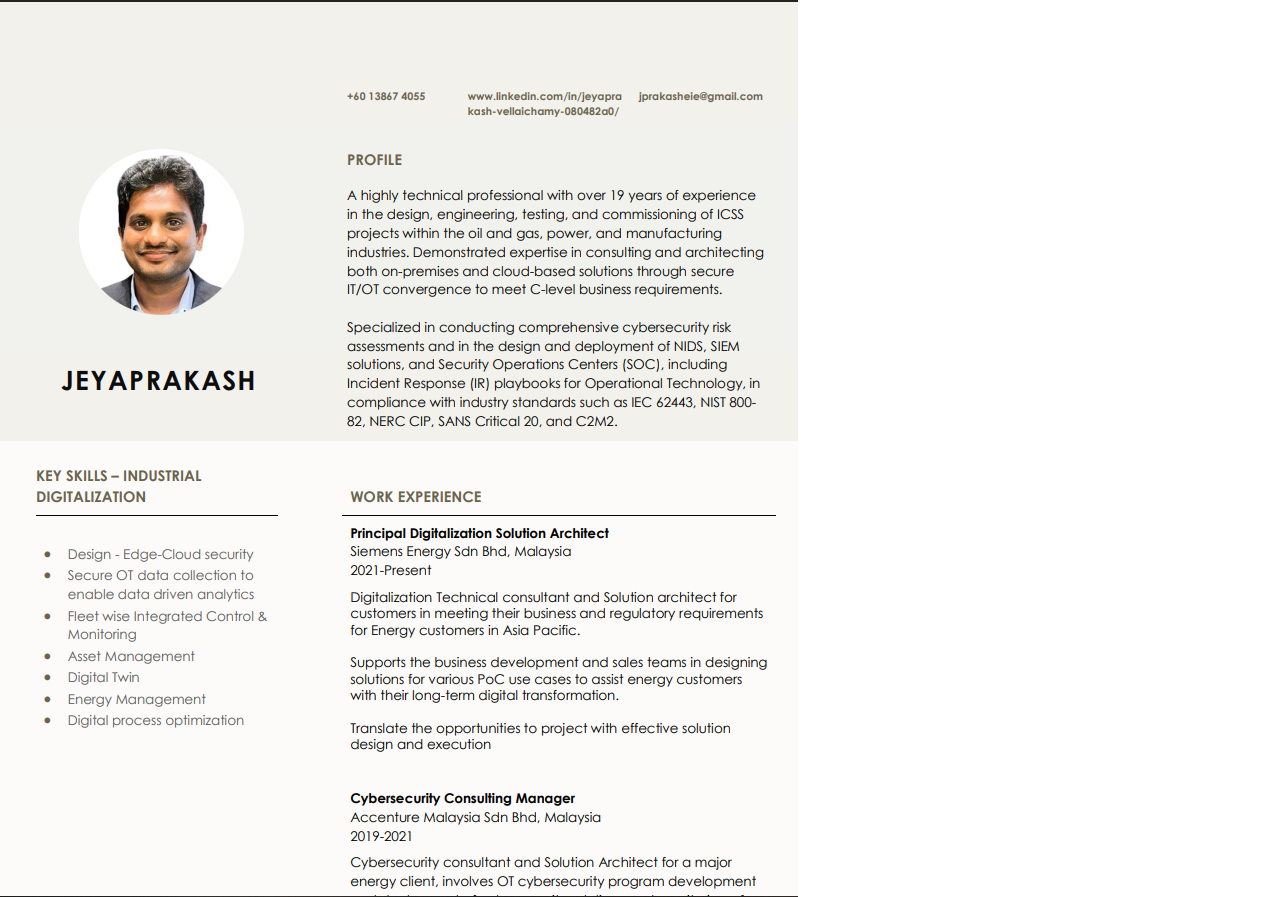 +60 13867 4055
www.linkedin.com/in/jeyapra
kash-vellaichamy-080482a0/
jprakasheie@gmail.com
JEYAPRAKASH
PROFILE
A highly technical professional with over 19 years of experience
in the design, engineering, testing, and commissioning of ICSS
projects within the oil and gas, power, and manufacturing
industries. Demonstrated expertise in consulting and architecting
both on-premises and cloud-based solutions through secure
IT/OT convergence to meet C-level business requirements.
Specialized in conducting comprehensive cybersecurity risk
assessments and in the design and deployment of NIDS, SIEM
solutions, and Security Operations Centers (SOC), including
Incident Response (IR) playbooks for Operational Technology, in
compliance with industry standards such as IEC 62443, NIST 800-
82, NERC CIP, SANS Critical 20, and C2M2.
KEY SKILLS – INDUSTRIAL
DIGITALIZATION
• Design - Edge-Cloud security
• Secure OT data collection to
enable data driven analytics
• Fleet wise Integrated Control &
Monitoring
• Asset Management
• Digital Twin
• Energy Management
• Digital process optimization
WORK EXPERIENCE
Principal Digitalization Solution Architect
Siemens Energy Sdn Bhd, Malaysia
2021-Present
Digitalization Technical consultant and Solution architect for
customers in meeting their business and regulatory requirements
for Energy customers in Asia Pacific.
Supports the business development and sales teams in designing
solutions for various PoC use cases to assist energy customers
with their long-term digital transformation.
Translate the opportunities to project with effective solution
design and execution
Cybersecurity Consulting Manager
Accenture Malaysia Sdn Bhd, Malaysia
2019-2021
Cybersecurity consultant and Solution Architect for a major
energy client, involves OT cybersecurity program development